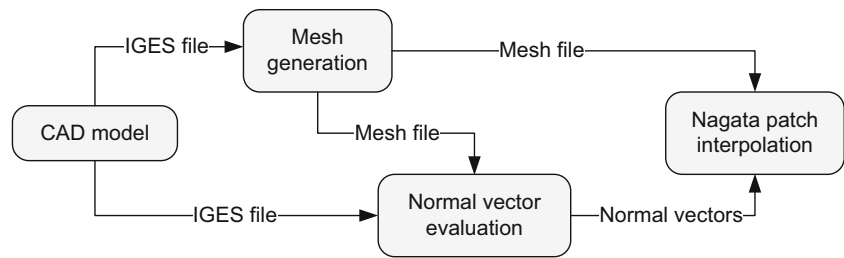 IGES file
Mesh
generation
Mesh file
CAD model
Mesh file
Nagata patch
interpolation
IGES file
Normal vector
evaluation
Normal vectors